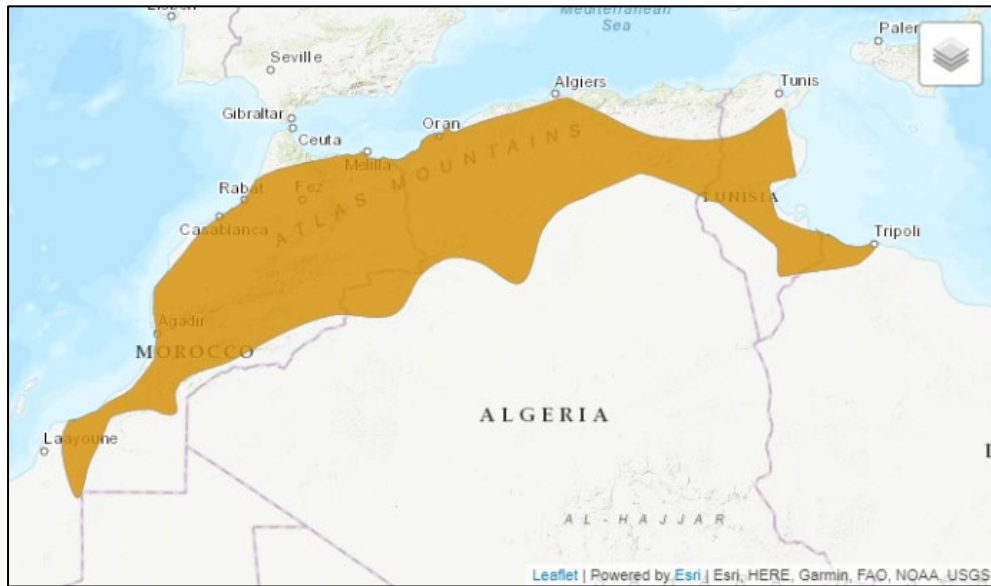 Mediterranean
Sea
Seville
Gibraltar
Ceuta
Melilla
Oran
Algiers
Tunis
Rabat
Fez
Casablanca
ATLAS MOUNTAINS
TUNISIA
Tripoli
Agadir
MOROCCO
Laayoune
ALGERIA
AL-HAJJAR
Leaflet | Powered by Esri | Esri, HERE, Garmin, FAO, NOAA, USGS